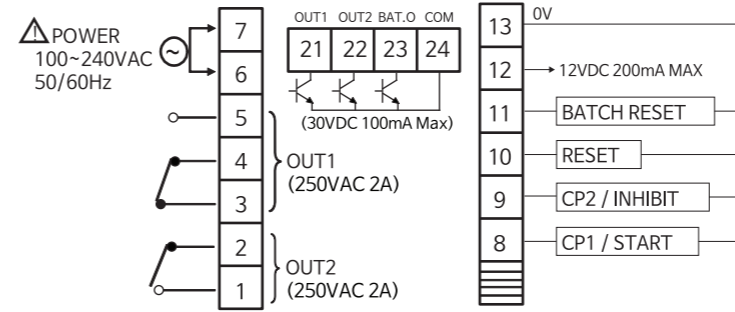 POWER
100~240VAC
50/60Hz
7
6
5
4
3
2
1
OUT1
(250VAC 2A)
OUT2
(250VAC 2A)
OUT1 OUT2 BAT.O COM
21 22 23 24
(30VDC 100mA Max)
13 0V
12 12VDC 200mA MAX
11 BATCH RESET
10 RESET
9 CP2 / INHIBIT
8 CP1 / START